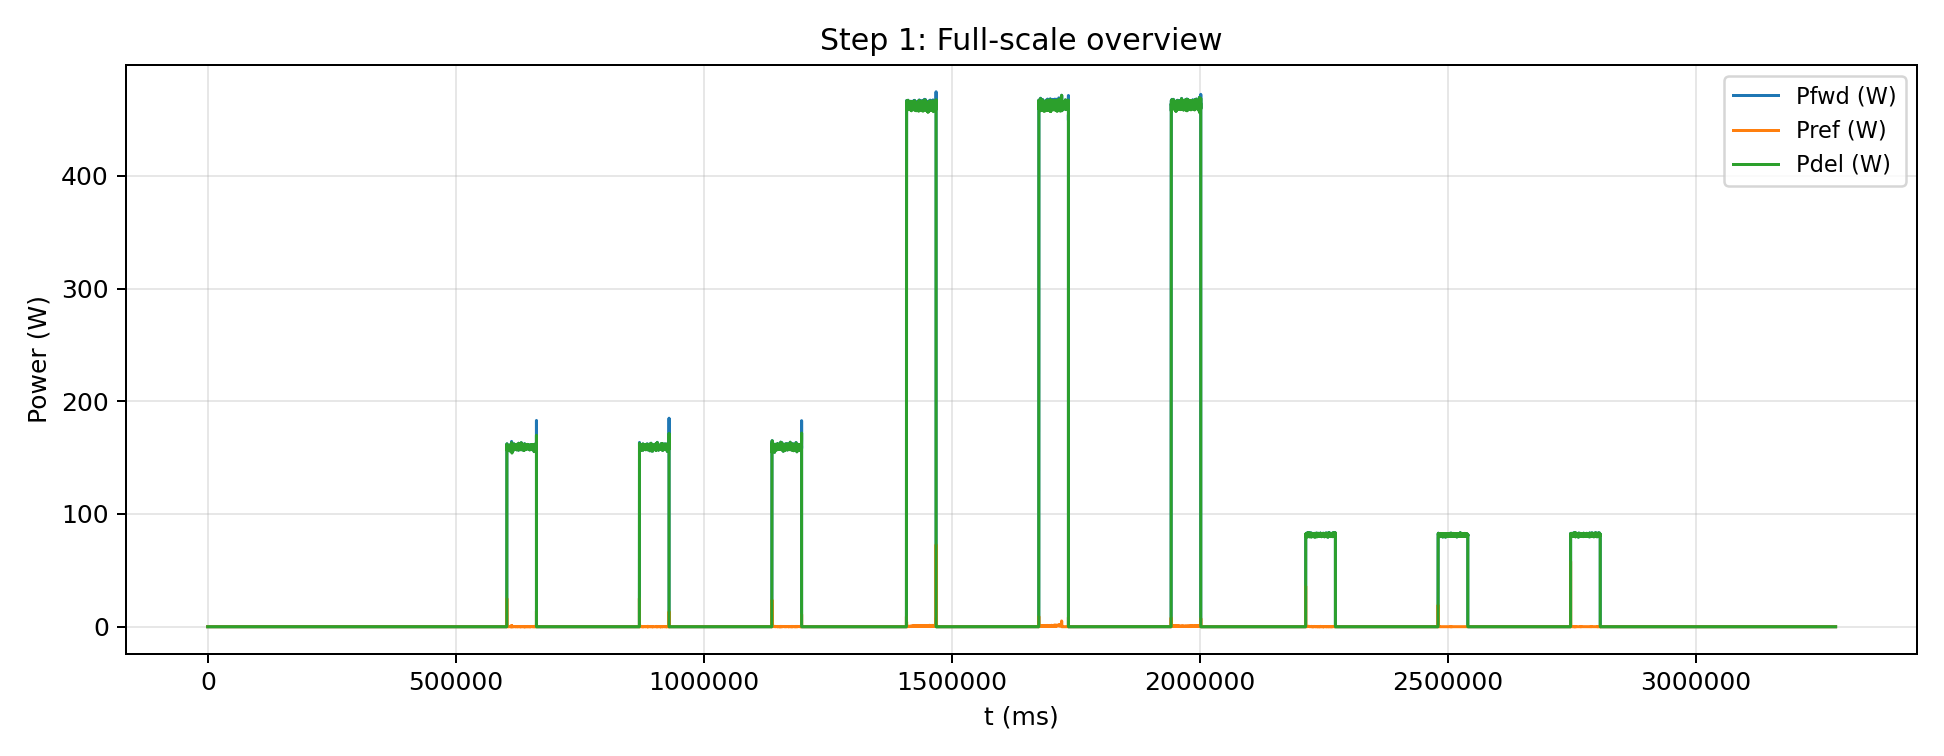 Step 1: Full-scale overview
Pfwd (W)
Pref (W)
Pdel (W)
Power (W)
400
300
200
100
0
0 500000 1000000 1500000 2000000 2500000 3000000
t (ms)